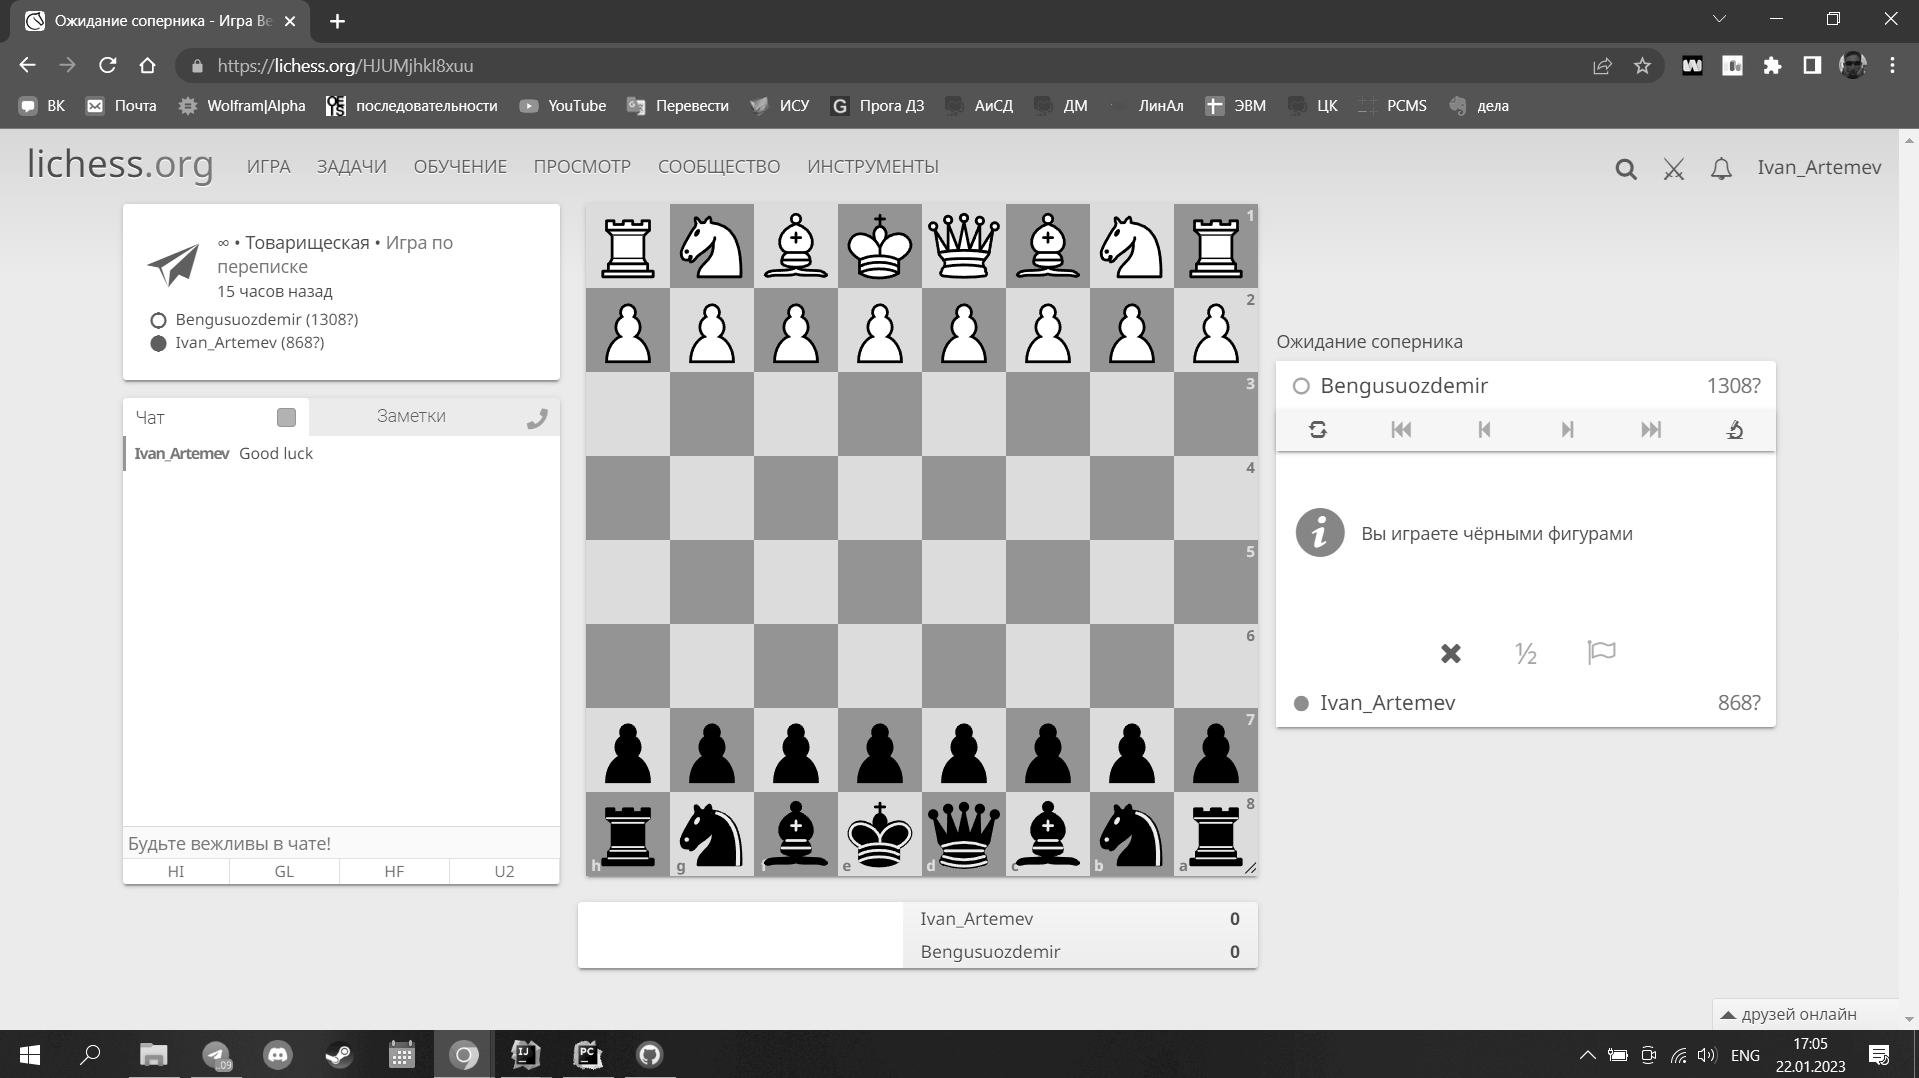 Ожидание соперника - Игра Be
https://lichess.org/HJUMjhkl8xuu
ВК Почта Wolfram|Alpha последовательности YouTube Перевести ИСУ Прога ДЗ АиСД ДМ ЛинАл ЭВМ ЦК PCMS дела
lichess.org ИГРА ЗАДАЧИ ОБУЧЕНИЕ ПРОСМОТР СООБЩЕСТВО ИНСТРУМЕНТЫ Ivan_Artemev
∞ • Товарищеская • Игра по
переписке
15 часов назад
Bengusuozdemir (1308?)
Ivan_Artemev (868?)
Чат Заметки
Ivan_Artemev Good luck
Будьте вежливы в чате!
HI GL HF U2
1
2
3
4
5
6
7
8
h g f e d c b a
Ivan_Artemev 0
Bengusuozdemir 0
Ожидание соперника
Bengusuozdemir 1308?
Вы играете чёрными фигурами
½
Ivan_Artemev 868?
друзей онлайн
.09
IJ
PC
ENG
17:05
22.01.2023